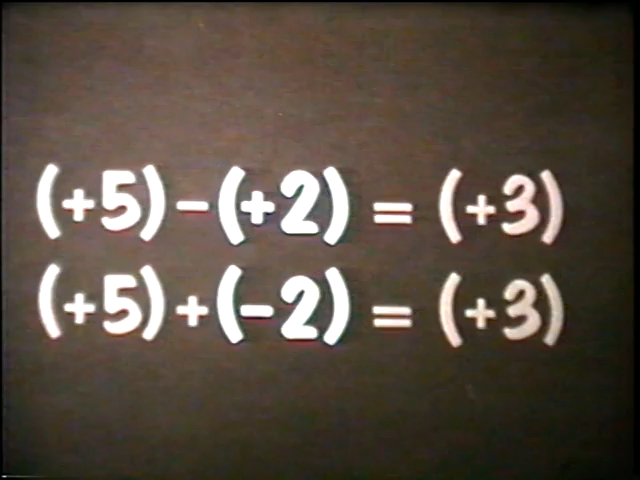 (+5)-(+2) = (+3)
(+5)+(-2) = (+3)